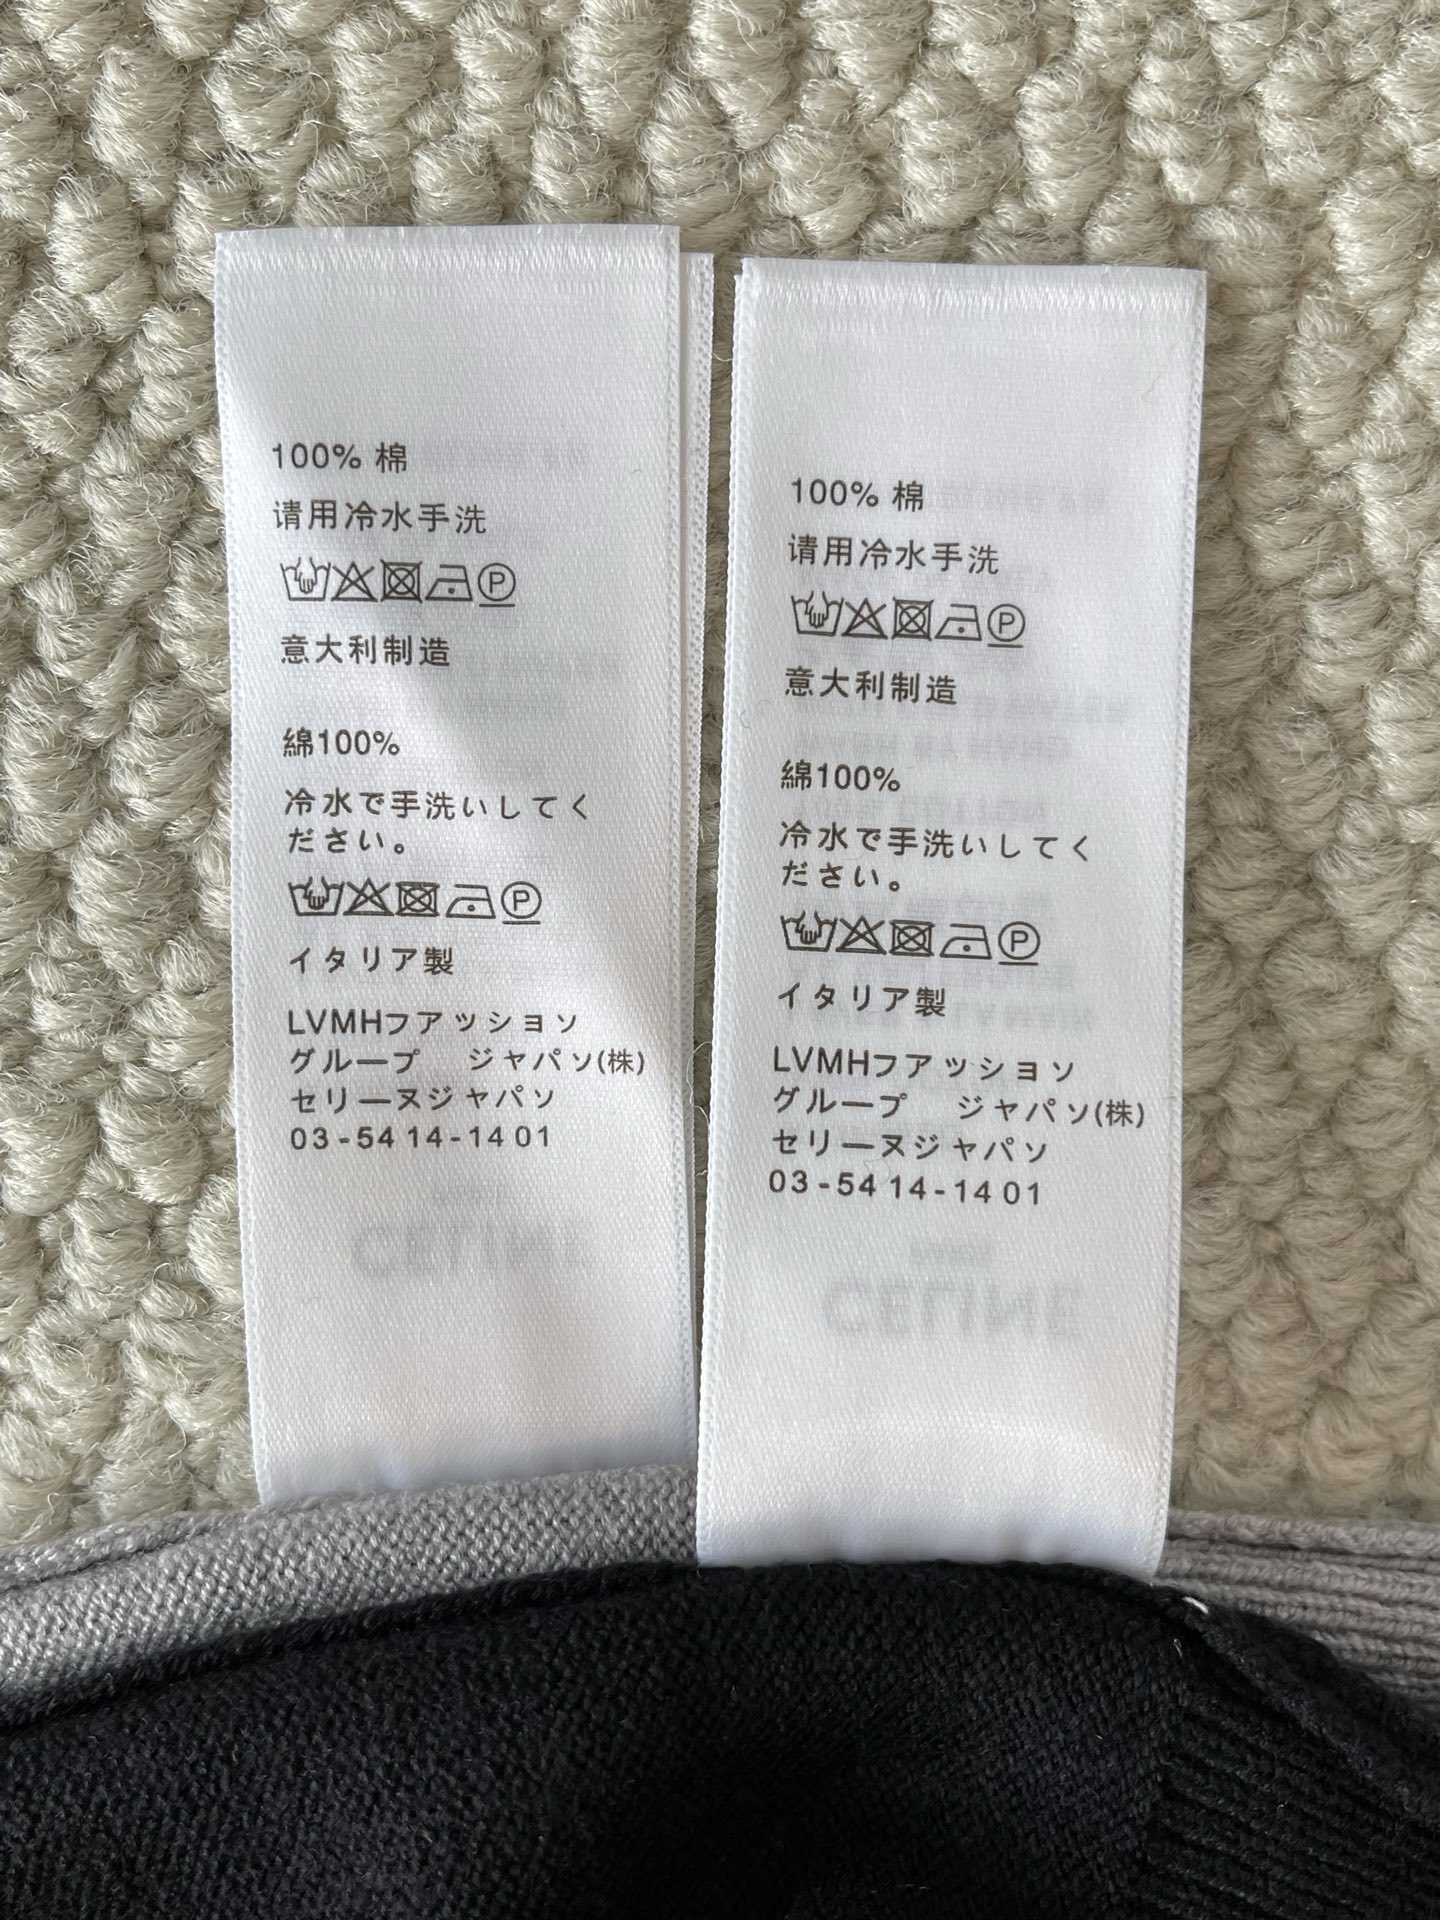 100% 棉
请用冷水手洗
P
意大利制造
綿100%
冷水で手洗いしてく
ださい。
P
イタリア製
LVMHフアッショソ
グループ ジャパソ(株)
セリーヌジャパソ
03-5414-1401
CELINE
100% 棉
请用冷水手洗
P
意大利制造
綿100%
冷水で手洗いしてく
ださい。
P
イタリア製
LVMHフアッショソ
グループ ジャパソ(株)
セリーヌジャパソ
03-5414-1401
PARIS
CELINE